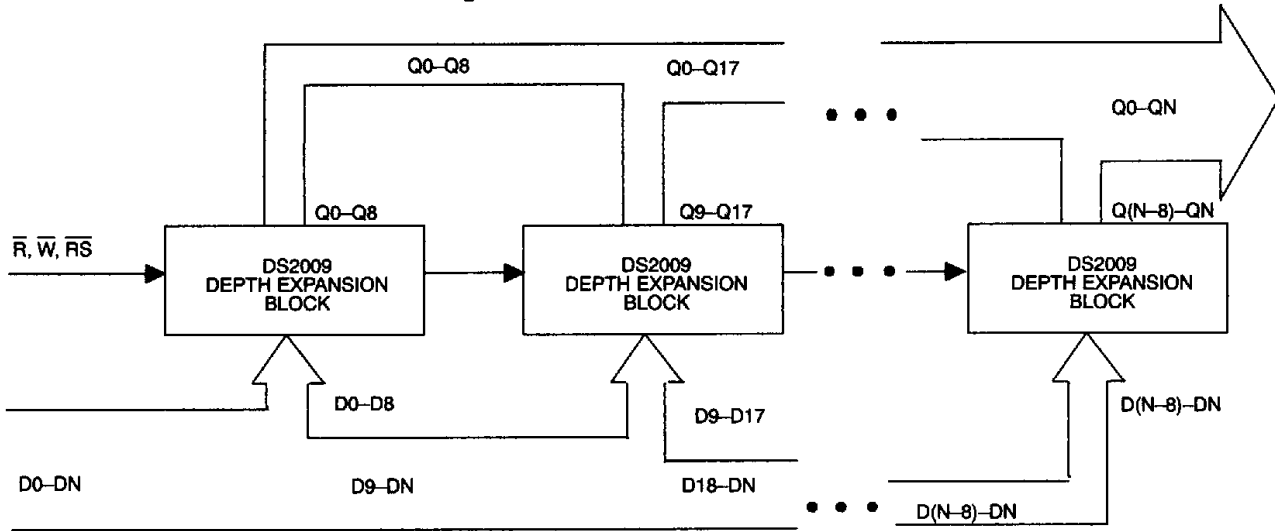 Q0–Q8
Q0–Q17
Q0–QN
Q0–Q8
Q9–Q17
Q(N–8)–QN
R̅, W̅, R̅S̅
DS2009
DEPTH EXPANSION
BLOCK
DS2009
DEPTH EXPANSION
BLOCK
DS2009
DEPTH EXPANSION
BLOCK
D0–D8
D9–D17
D(N–8)–DN
D0–DN
D9–DN
D18–DN
D(N–8)–DN